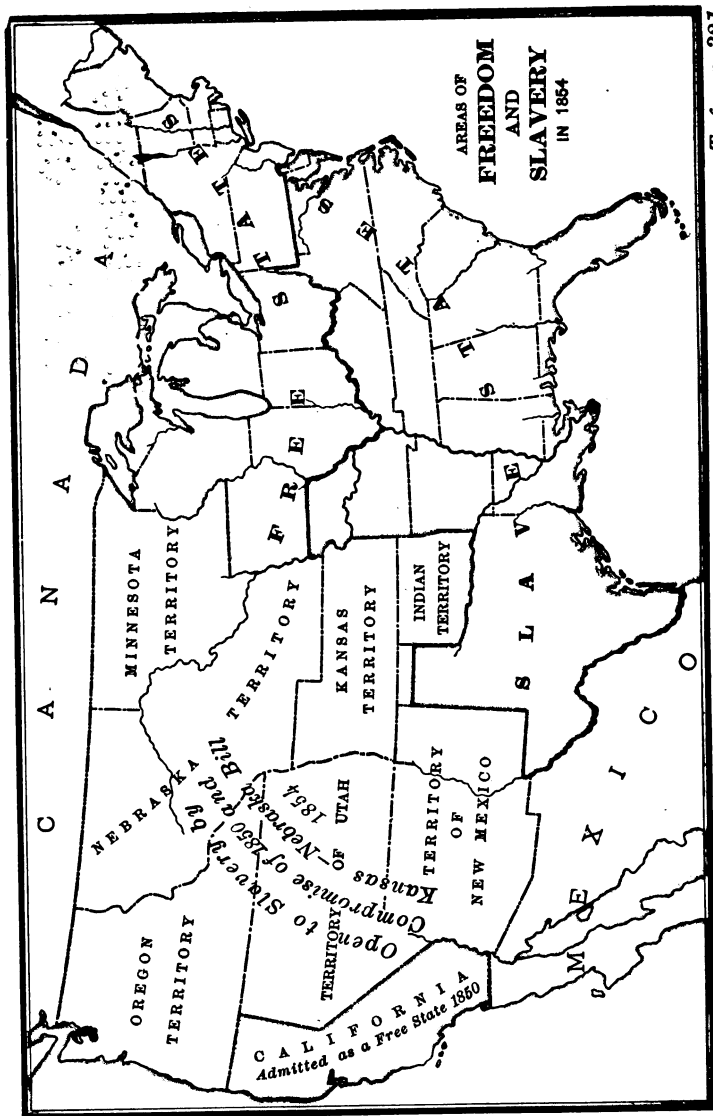 AREAS OF
FREEDOM
AND
SLAVERY
IN 1854
CANADA
OREGON
TERRITORY
NEBRASKA
TERRITORY
MINNESOTA
TERRITORY
FREE STATES
CALIFORNIA
Admitted as a Free State 1850
TERRITORY OF UTAH
Open to Slavery by
Compromise of 1850 and
Kansas—Nebraska Bill
1854
KANSAS
TERRITORY
TERRITORY
OF
NEW MEXICO
INDIAN
TERRITORY
SLAVE STATES
MEXICO